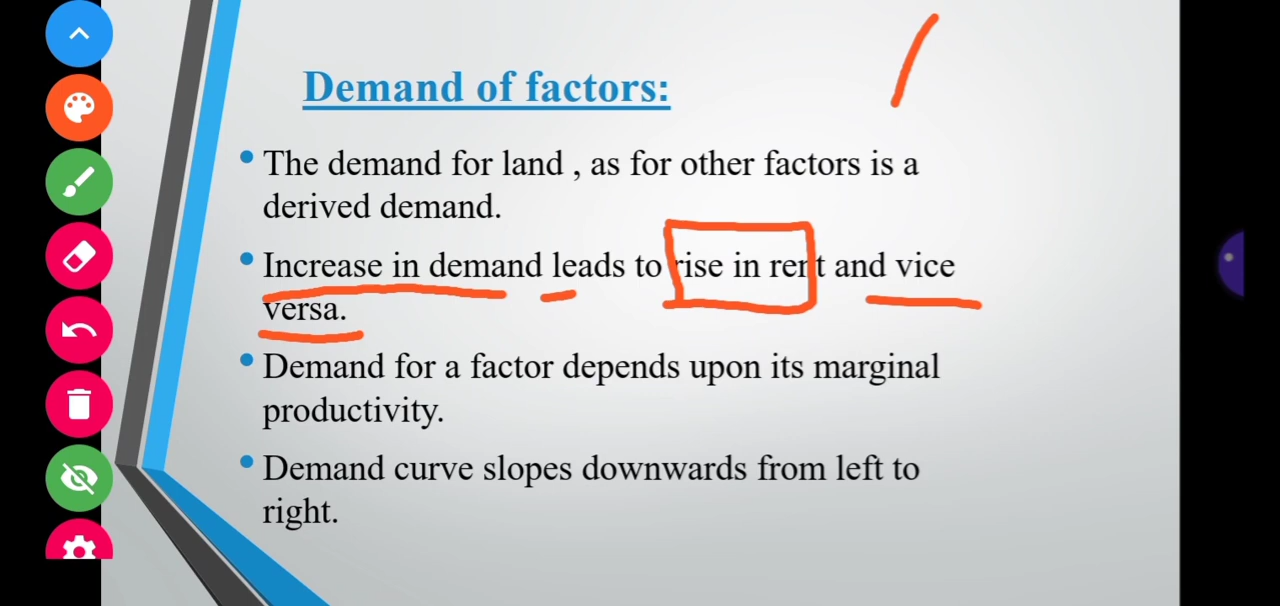 Demand of factors:
The demand for land , as for other factors is a
derived demand.
Increase in demand leads to rise in rent and vice
versa.
Demand for a factor depends upon its marginal
productivity.
Demand curve slopes downwards from left to
right.